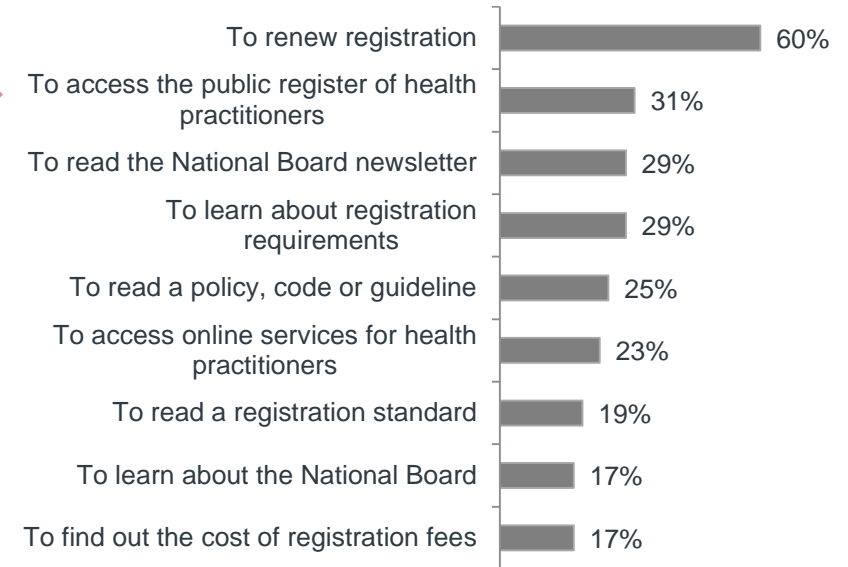 To renew registration 60%
To access the public register of health
practitioners 31%
To read the National Board newsletter 29%
To learn about registration
requirements 29%
To read a policy, code or guideline 25%
To access online services for health
practitioners 23%
To read a registration standard 19%
To learn about the National Board 17%
To find out the cost of registration fees 17%